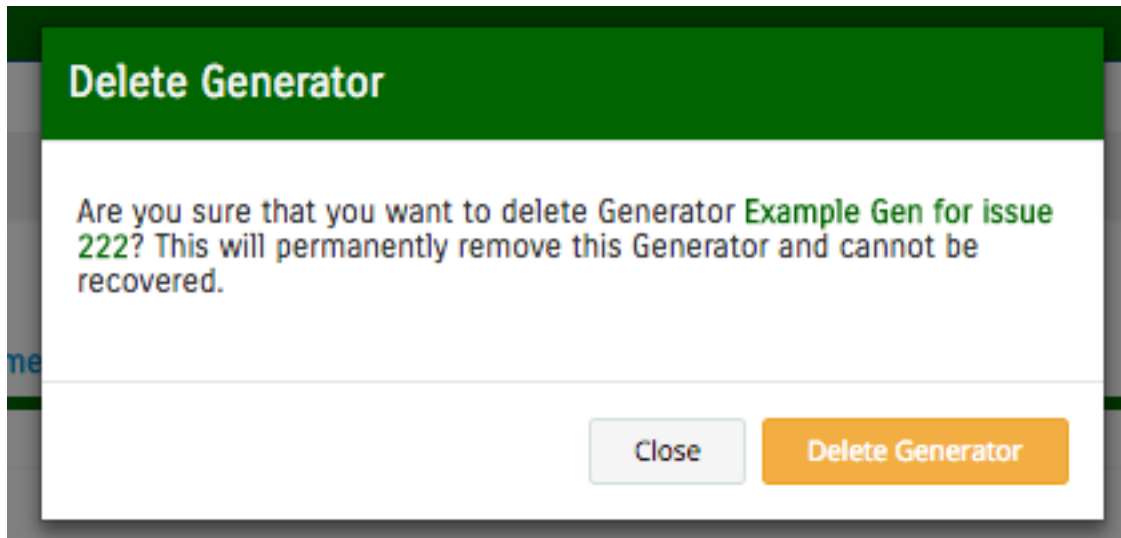 Delete Generator
Are you sure that you want to delete Generator Example Gen for issue
222? This will permanently remove this Generator and cannot be
recovered.
me
Close
Delete Generator